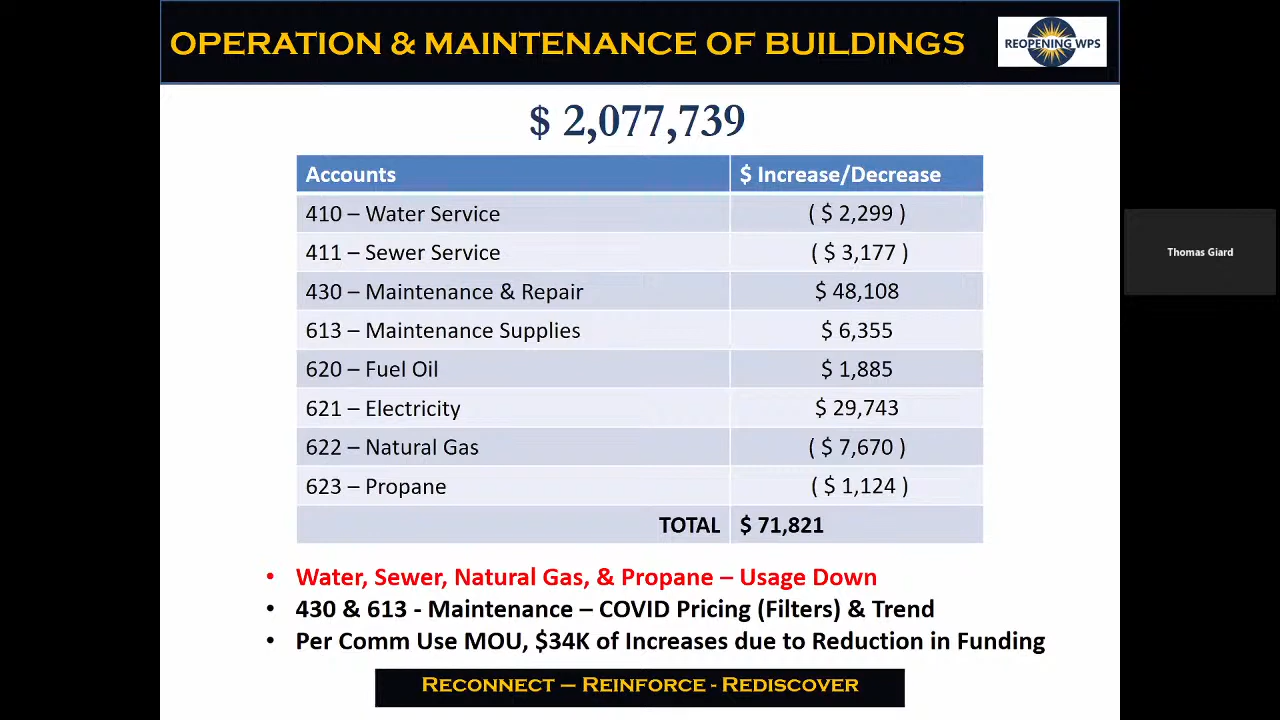 OPERATION & MAINTENANCE OF BUILDINGS
REOPENING WPS
$ 2,077,739
Accounts $ Increase/Decrease
410 – Water Service ( $ 2,299 )
411 – Sewer Service ( $ 3,177 )
430 – Maintenance & Repair $ 48,108
613 – Maintenance Supplies $ 6,355
620 – Fuel Oil $ 1,885
621 – Electricity $ 29,743
622 – Natural Gas ( $ 7,670 )
623 – Propane ( $ 1,124 )
TOTAL $ 71,821
• Water, Sewer, Natural Gas, & Propane – Usage Down
• 430 & 613 - Maintenance – COVID Pricing (Filters) & Trend
• Per Comm Use MOU, $34K of Increases due to Reduction in Funding
RECONNECT – REINFORCE - REDISCOVER
Thomas Giard